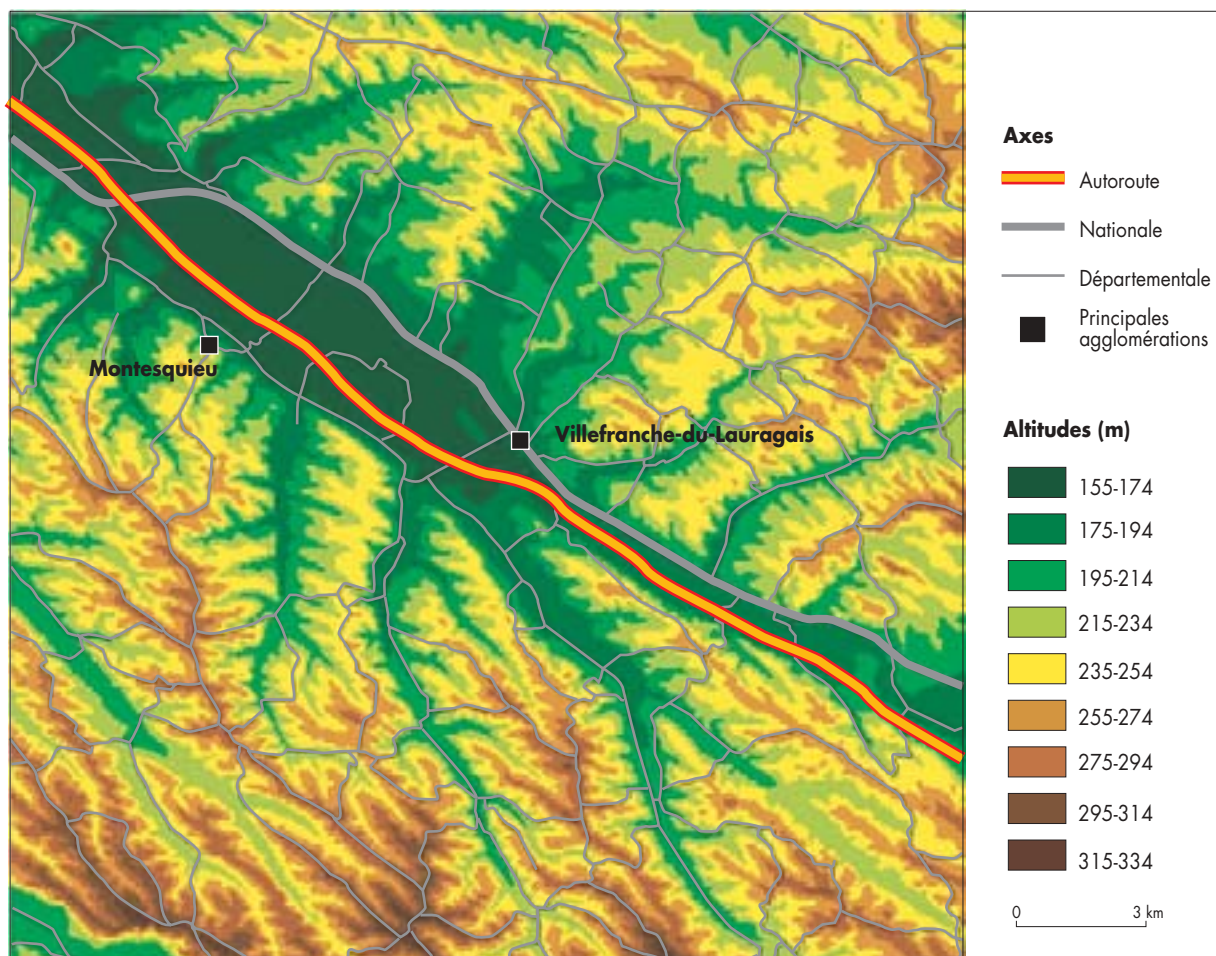 Axes
Autoroute
Nationale
Départementale
Principales
agglomérations
Montesquieu
Villefranche-du-Lauragais
Altitudes (m)
155-174
175-194
195-214
215-234
235-254
255-274
275-294
295-314
315-334
0 3 km